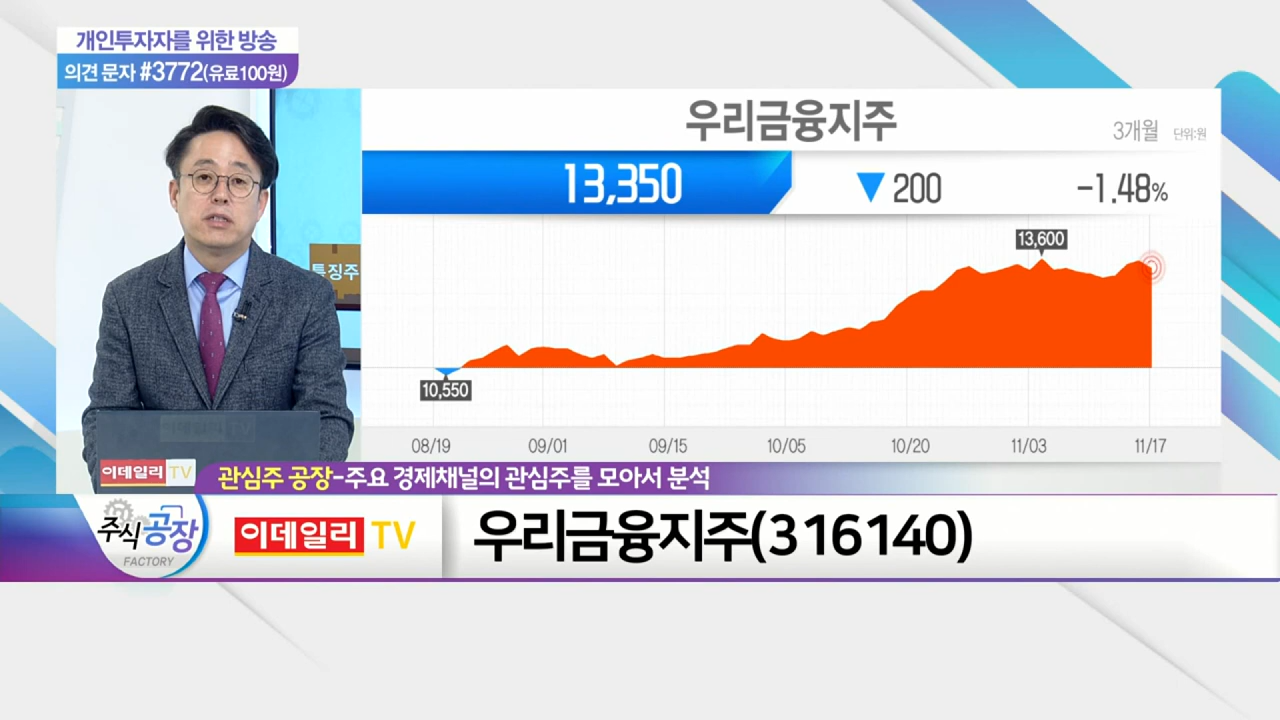 개인투자자를 위한 방송
의견 문자 #3772(유료100원)
우리금융지주
3개월 단위:원
13,350 ▼ 200 -1.48%
특징주
13,600
10,550
08/19 09/01 09/15 10/05 10/20 11/03 11/17
이데일리 TV
관심주 공장-주요 경제채널의 관심주를 모아서 분석
주식공장
FACTORY
이데일리 TV
우리금융지주(316140)